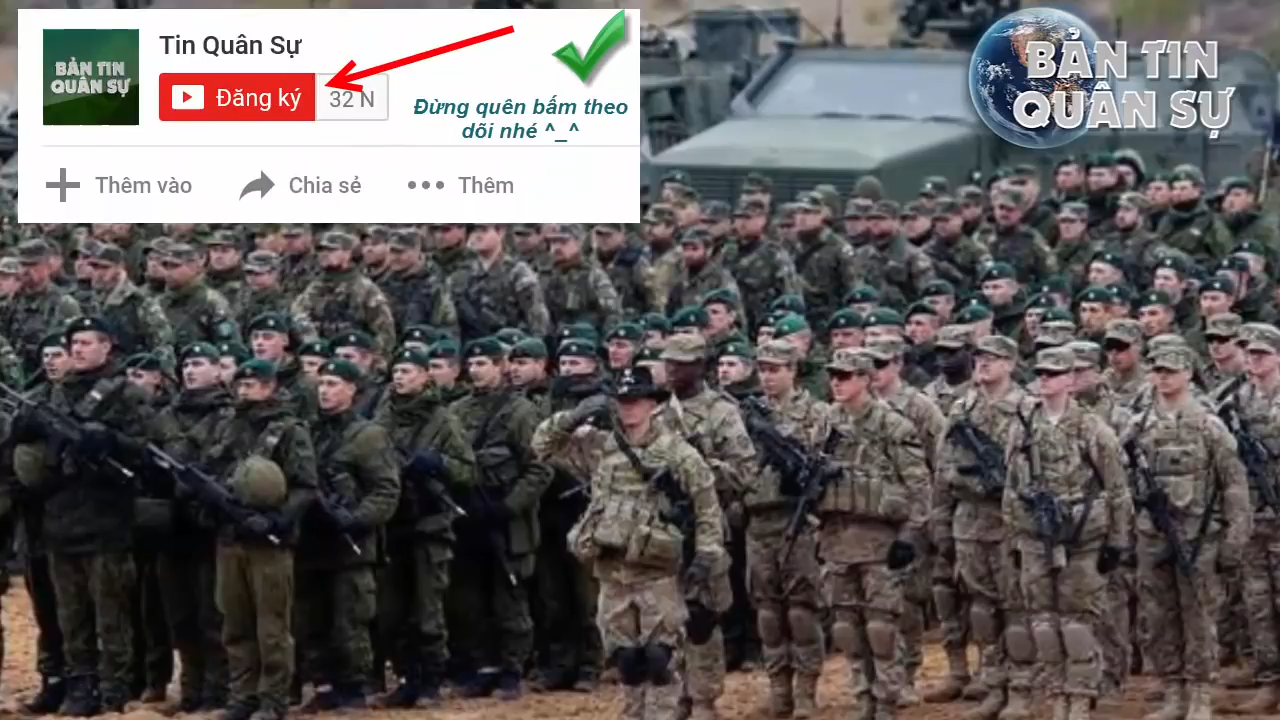 Tin Quân Sự
BẢN TIN
QUÂN SỰ
Đăng ký
32 N
Đừng quên bấm theo
dõi nhé ^_^
Thêm vào
Chia sẻ
Thêm
BẢN TIN
QUÂN SỰ